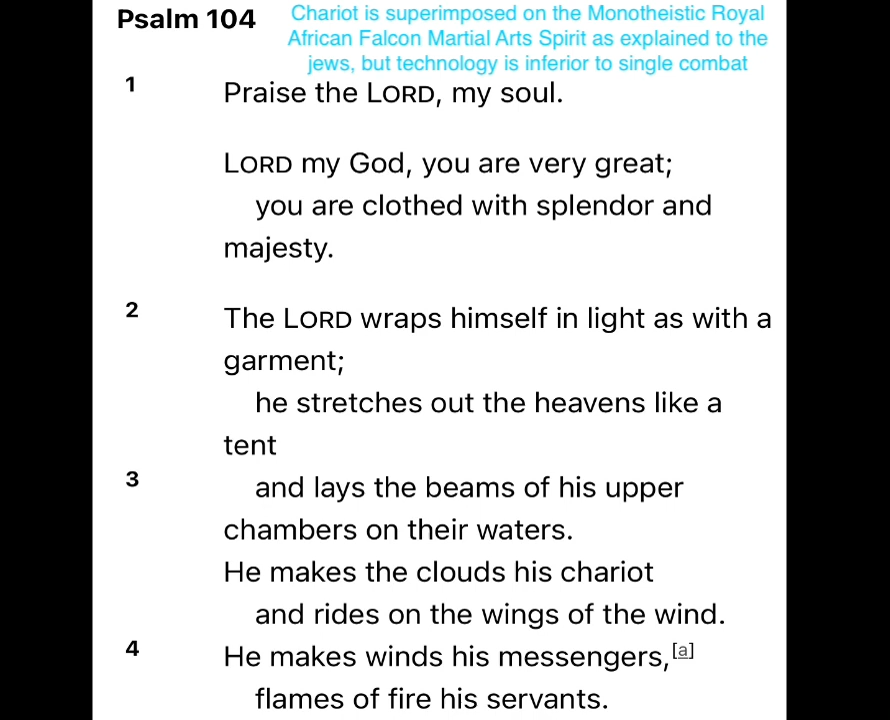 Psalm 104
Chariot is superimposed on the Monotheistic Royal
African Falcon Martial Arts Spirit as explained to the
jews, but technology is inferior to single combat
1
Praise the LORD, my soul.
LORD my God, you are very great;
you are clothed with splendor and
majesty.
2
The LORD wraps himself in light as with a
garment;
he stretches out the heavens like a
tent
3
and lays the beams of his upper
chambers on their waters.
He makes the clouds his chariot
and rides on the wings of the wind.
4
He makes winds his messengers,[a]
flames of fire his servants.